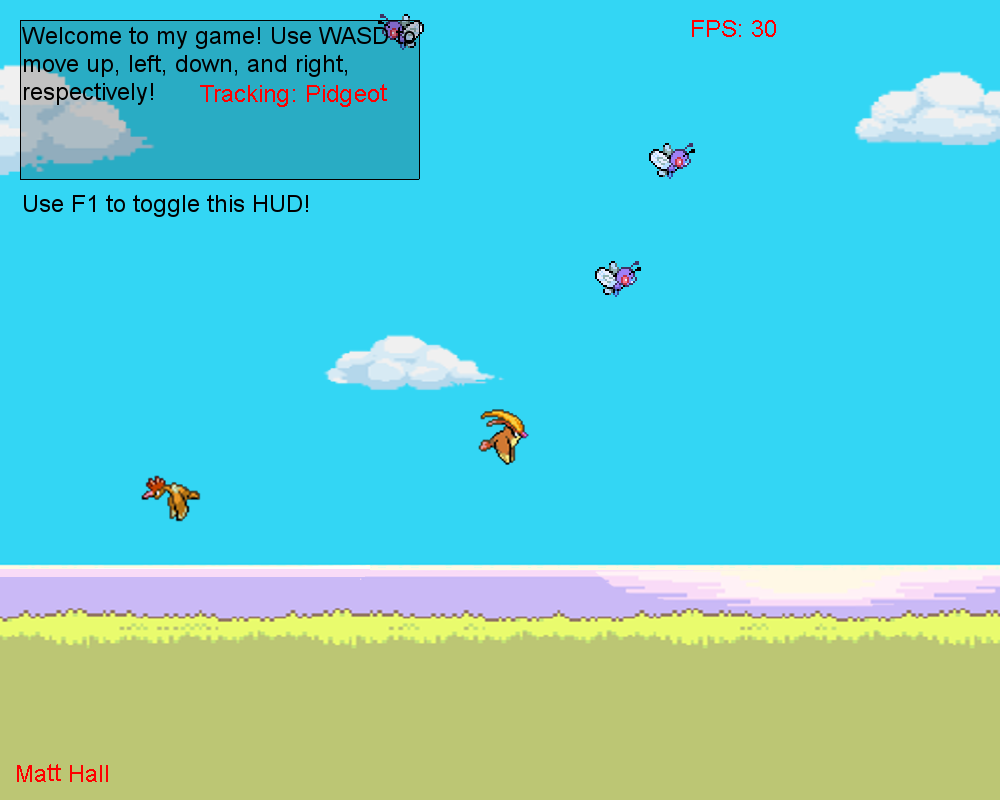 Welcome to my game! Use WASD to
move up, left, down, and right,
respectively!
Tracking: Pidgeot
Use F1 to toggle this HUD!
FPS: 30
Matt Hall